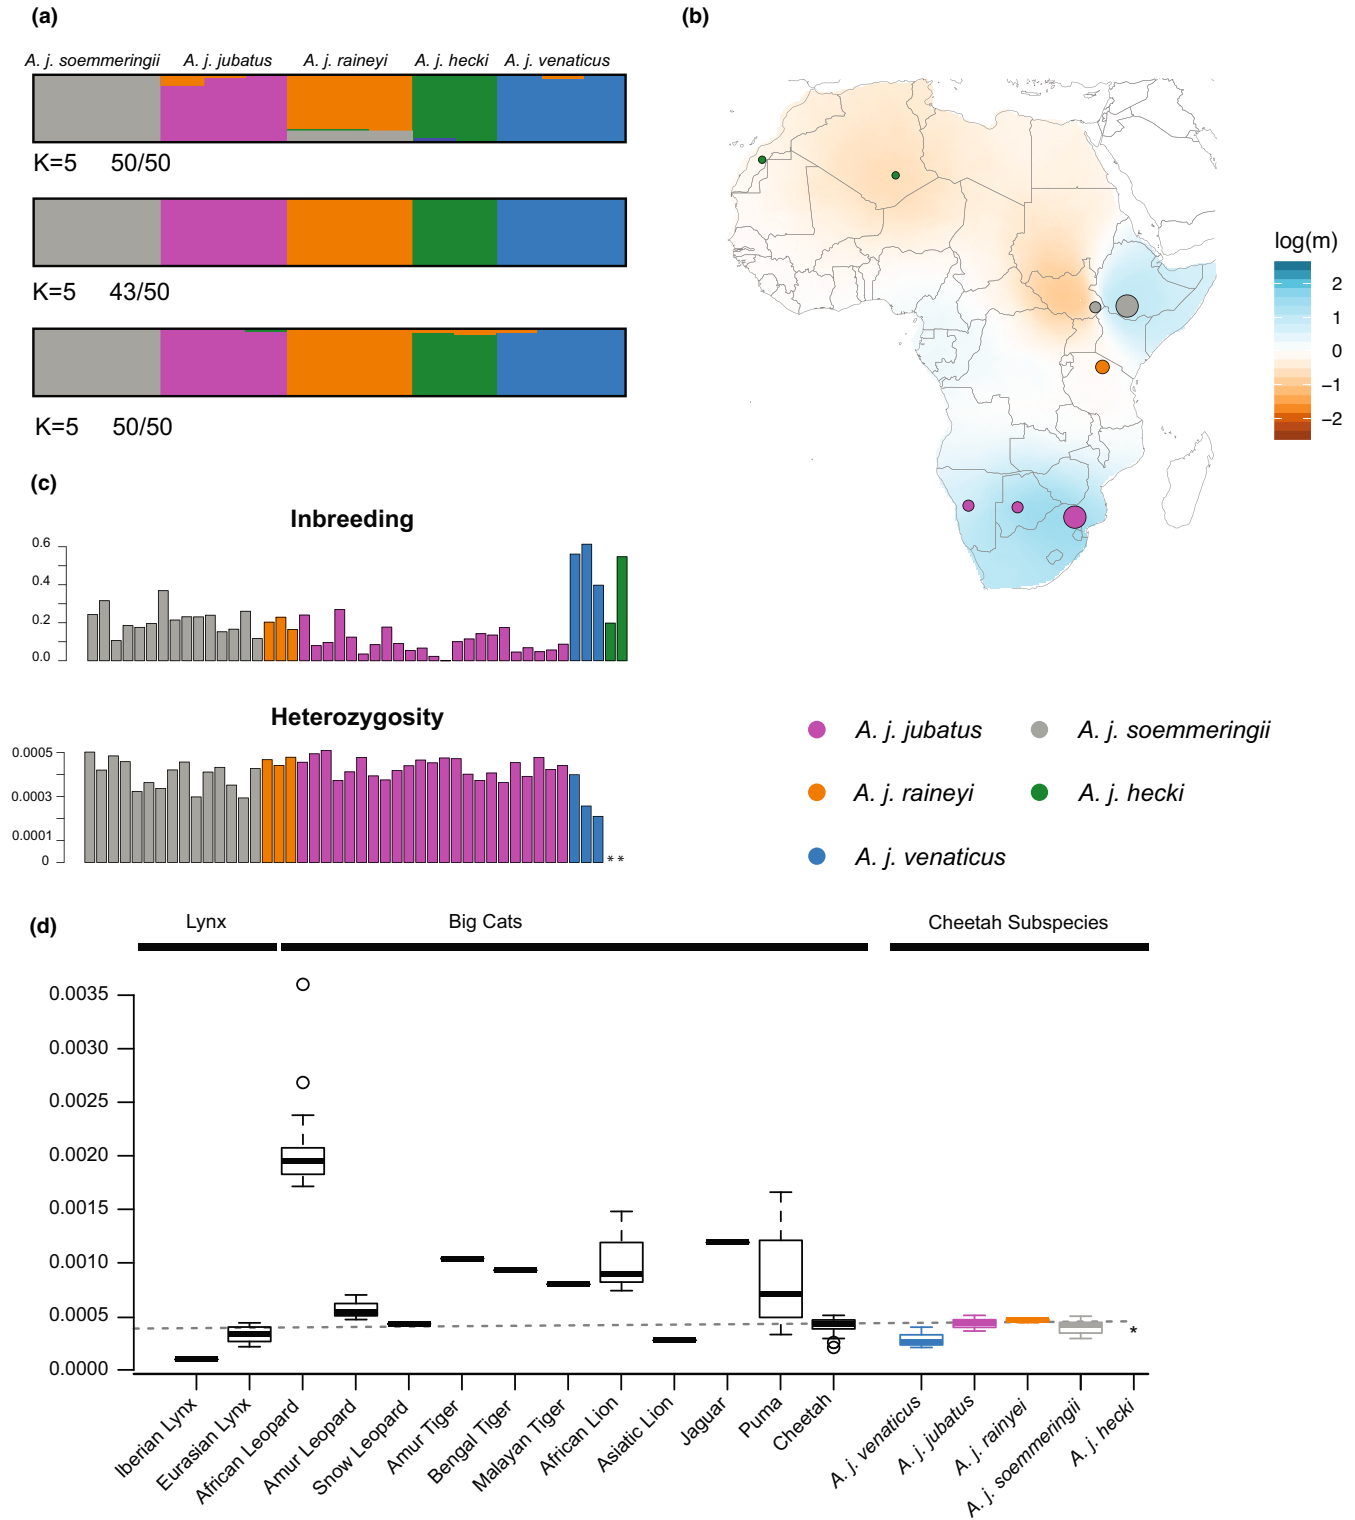 (a)
A. j. soemmeringii A. j. jubatus A. j. raineyi A. j. hecki A. j. venaticus
K=5 50/50
K=5 43/50
K=5 50/50
(b)
log(m)
2
1
0
−1
−2
(c)
Inbreeding
0.6
0.4
0.2
0.0
Heterozygosity
0.0005
0.0003
0.0001
0
* *
A. j. jubatus
A. j. soemmeringii
A. j. raineyi
A. j. hecki
A. j. venaticus
(d)
Lynx
Big Cats
Cheetah Subspecies
0.0035
0.0030
0.0025
0.0020
0.0015
0.0010
0.0005
0.0000
*
Iberian Lynx
Eurasian Lynx
African Leopard
Amur Leopard
Snow Leopard
Amur Tiger
Bengal Tiger
Malayan Tiger
African Lion
Asiatic Lion
Jaguar
Puma
Cheetah
A. j. venaticus
A. j. jubatus
A. j. rainyei
A. j. soemmeringii
A. j. hecki